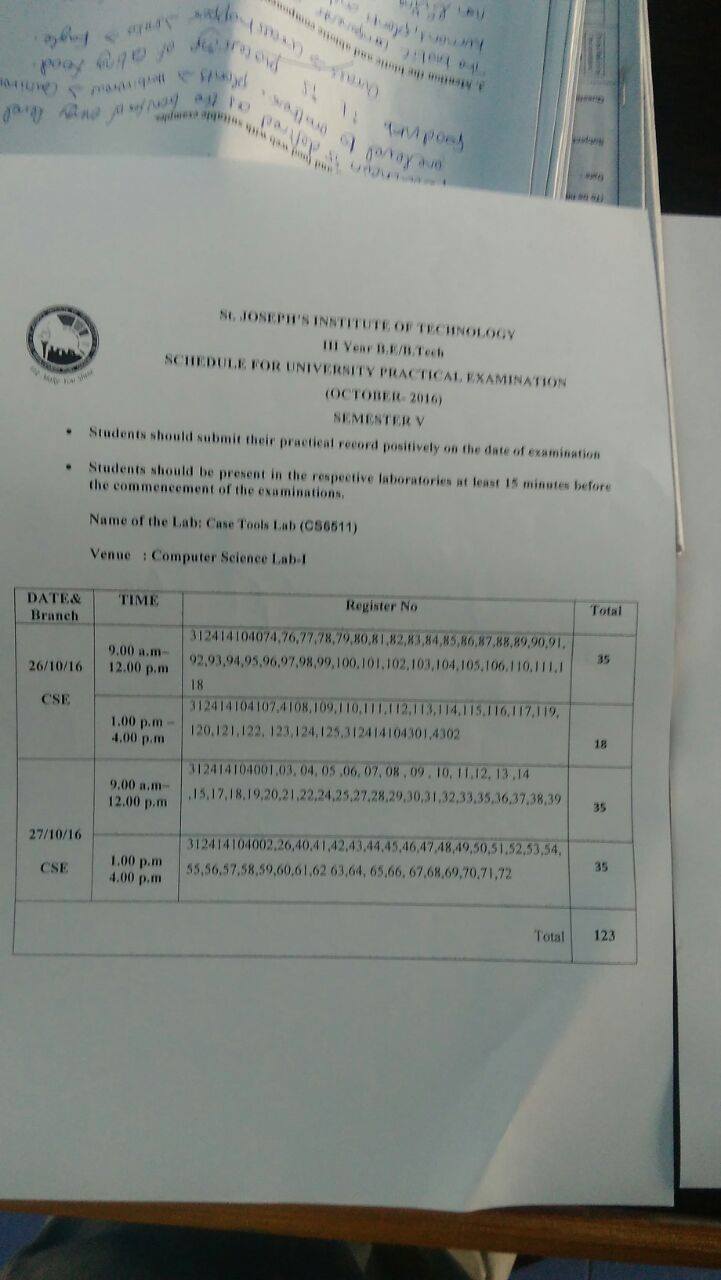 St. JOSEPH'S INSTITUTE OF TECHNOLOGY
III Year B.E/B.Tech
SCHEDULE FOR UNIVERSITY PRACTICAL EXAMINATION
(OCTOBER- 2016)
SEMESTER V
• Students should submit their practical record positively on the date of examination
• Students should be present in the respective laboratories at least 15 minutes before
the commencement of the examinations.
Name of the Lab: Case Tools Lab (CS6511)
Venue : Computer Science Lab-I
DATE& Branch TIME Register No Total
26/10/16 CSE
9.00 a.m– 12.00 p.m
312414104074,76,77,78,79,80,81,82,83,84,85,86,87,88,89,90,91,
92,93,94,95,96,97,98,99,100,101,102,103,104,105,106,110,111,1
18
35
1.00 p.m – 4.00 p.m
312414104107,4108,109,110,111,112,113,114,115,116,117,119,
120,121,122, 123,124,125,312414104301,4302
18
27/10/16 CSE
9.00 a.m– 12.00 p.m
312414104001,03, 04, 05 ,06, 07, 08 , 09 , 10, 11,12, 13 ,14
,15,17,18,19,20,21,22,24,25,27,28,29,30,31,32,33,35,36,37,38,39
35
1.00 p.m 4.00 p.m
312414104002,26,40,41,42,43,44,45,46,47,48,49,50,51,52,53,54,
55,56,57,58,59,60,61,62 63,64, 65,66, 67,68,69,70,71,72
35
Total 123